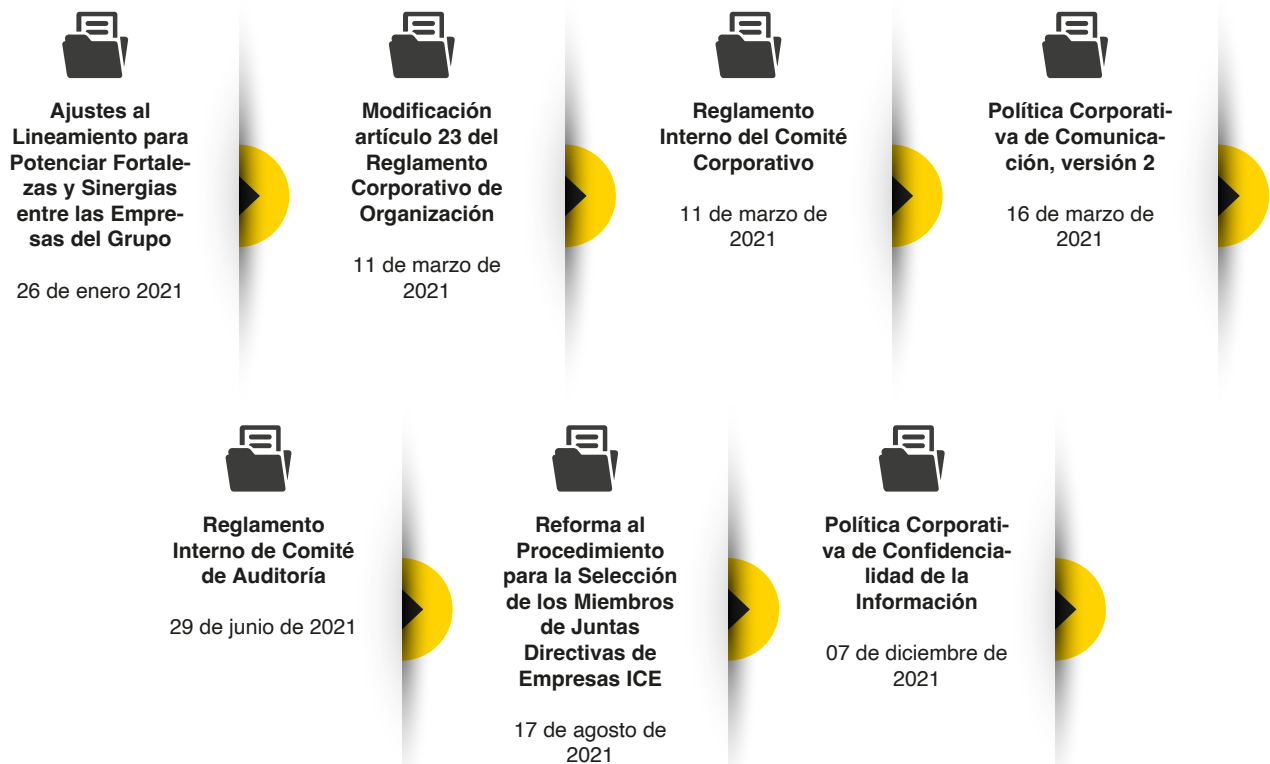 Ajustes al
Lineamiento para
Potenciar Fortale-
zas y Sinergias
entre las Empre-
sas del Grupo
26 de enero 2021
Modificación
artículo 23 del
Reglamento
Corporativo de
Organización
11 de marzo de
2021
Reglamento
Interno del Comité
Corporativo
11 de marzo de
2021
Política Corporati-
va de Comunica-
ción, versión 2
16 de marzo de
2021
Reglamento
Interno de Comité
de Auditoría
29 de junio de 2021
Reforma al
Procedimiento
para la Selección
de los Miembros
de Juntas
Directivas de
Empresas ICE
17 de agosto de
2021
Política Corporati-
va de Confidencia-
lidad de la
Información
07 de diciembre de
2021